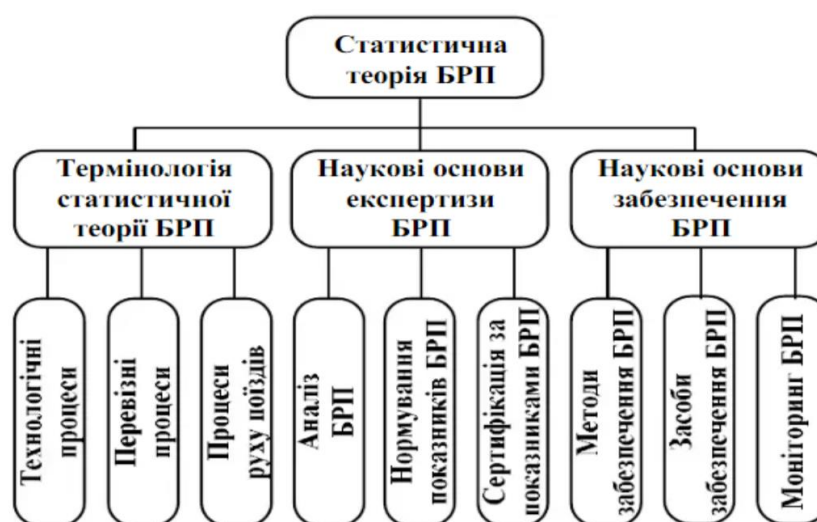 Статистична
теорія БРП
Термінологія
статистичної
теорії БРП
Наукові основи
експертизи
БРП
Наукові основи
забезпечення
БРП
Технологічні
процеси
Перевізні
процеси
Процеси
руху поїздів
Аналіз
БРП
Нормування
показників БРП
Сертифікація за
показниками БРП
Методи
забезпечення БРП
Засоби
забезпечення БРП
Моніторинг БРП